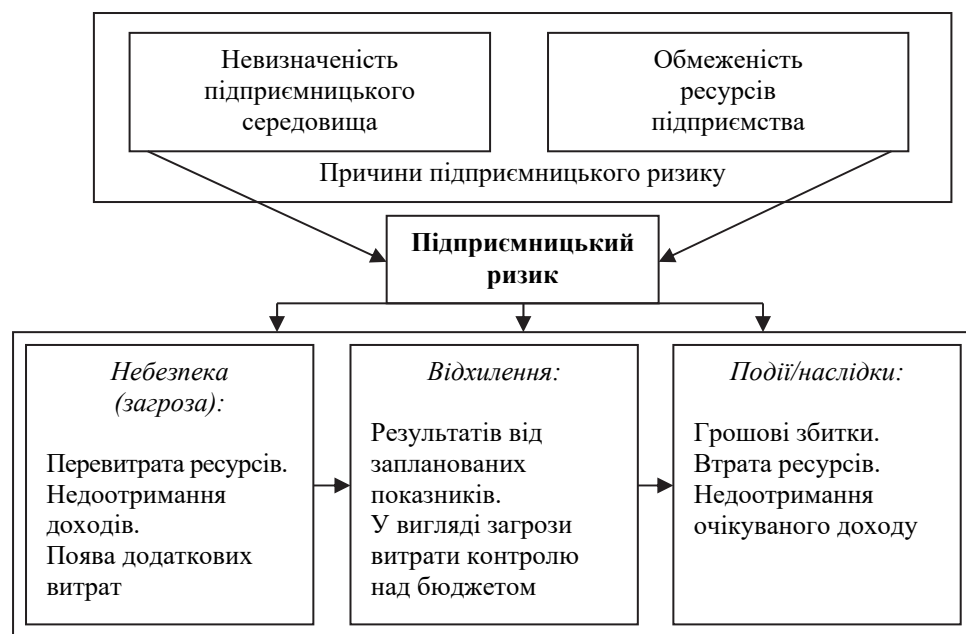 Невизначеність
підприємницького
середовища
Обмеженість
ресурсів
підприємства
Причини підприємницького ризику
Підприємницький
ризик
Небезпека
(загроза):
Перевитрата ресурсів.
Недоотримання
доходів.
Поява додаткових
витрат
Відхилення:
Результатів від
запланованих
показників.
У вигляді загрози
витрати контролю
над бюджетом
Події/наслідки:
Грошові збитки.
Втрата ресурсів.
Недоотримання
очікуваного доходу